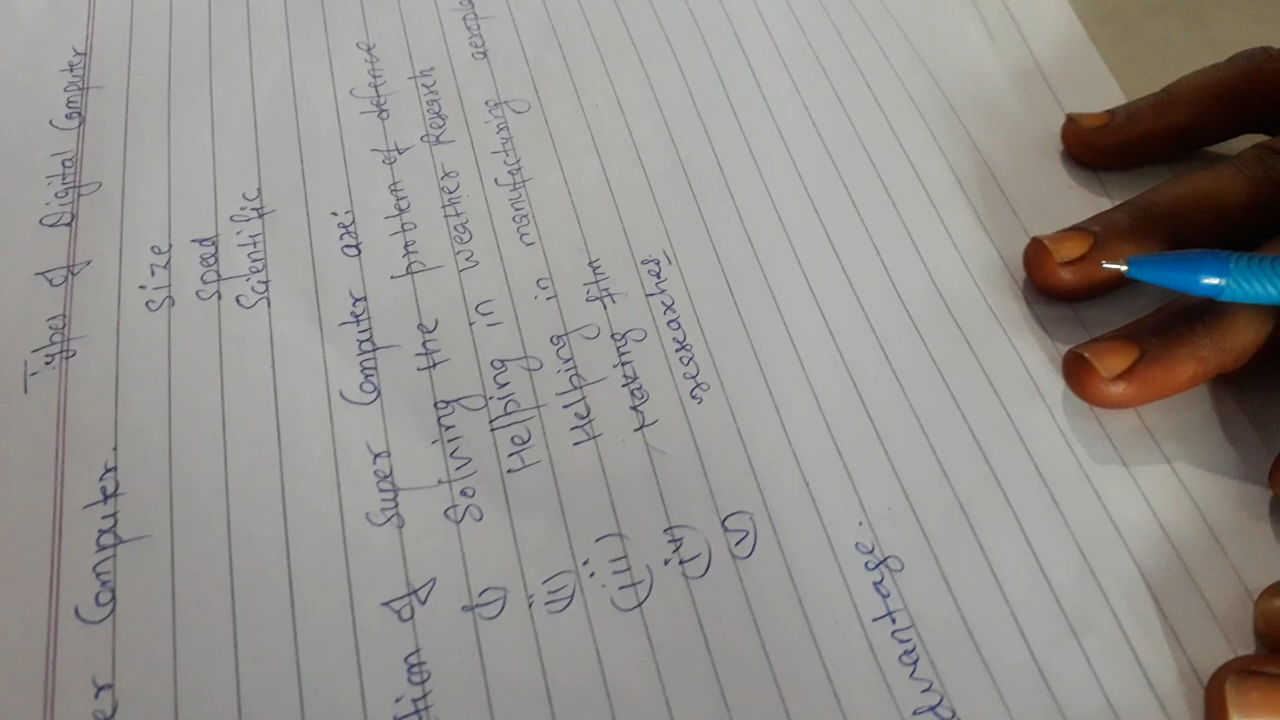 Types of Digital Computer
er Computer.
Size
Speed
Scientific
tion of Super Computer are:
(i) Solving the problem of defence
(ii) Helping in weather Research
(iii) Helping in manufacturing aeropla
(iv) Making film
(v) researches.
dvantage.